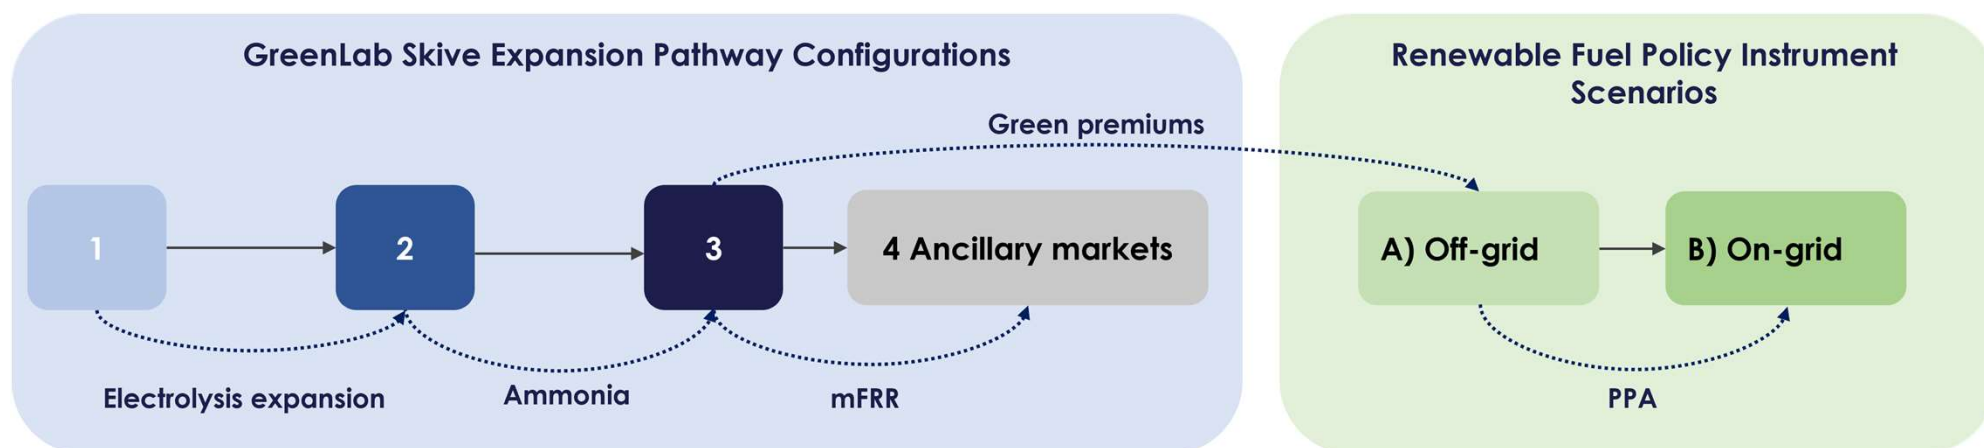 GreenLab Skive Expansion Pathway Configurations
Renewable Fuel Policy Instrument
Scenarios
Green premiums
1
2
3
4 Ancillary markets
A) Off-grid
B) On-grid
Electrolysis expansion
Ammonia
mFRR
PPA